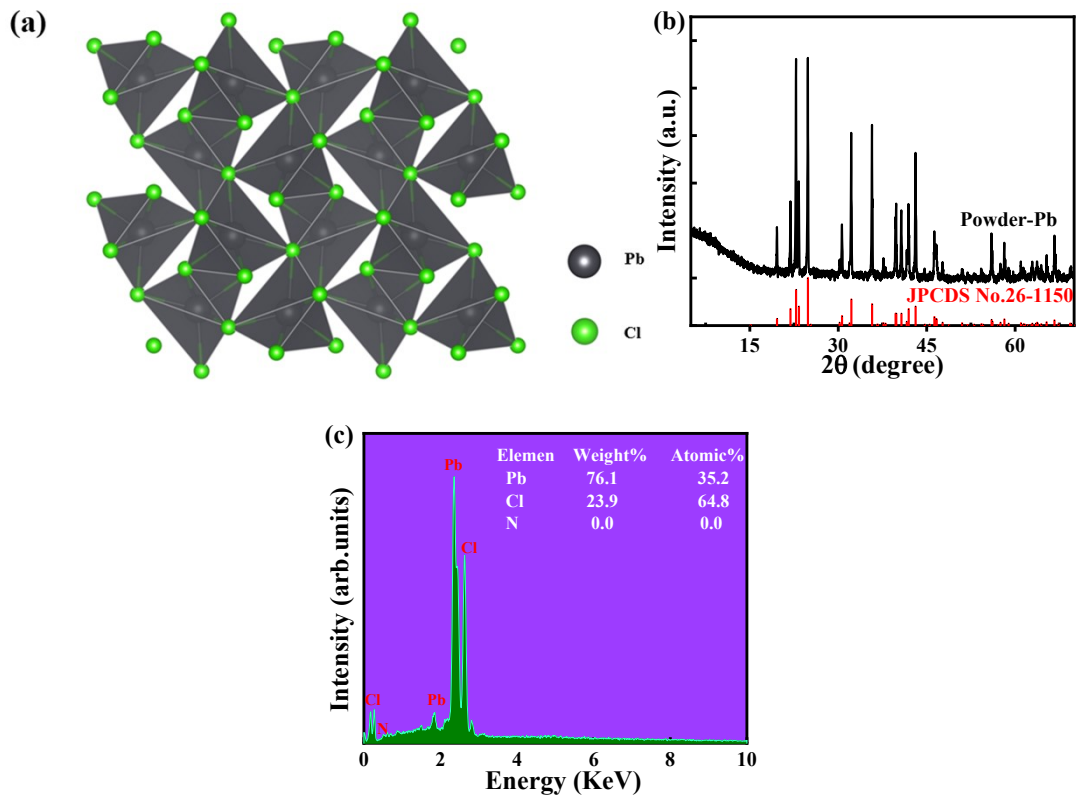 (a)
Pb
Cl
(b)
Intensity (a.u.)
Powder-Pb
JPCDS No.26-1150
15 30 45 60
2θ (degree)
(c)
Intensity (arb.units)
Elemen Weight% Atomic%
Pb 76.1 35.2
Cl 23.9 64.8
N 0.0 0.0
Pb
Cl
Cl
N
Pb
0 2 4 6 8 10
Energy (KeV)